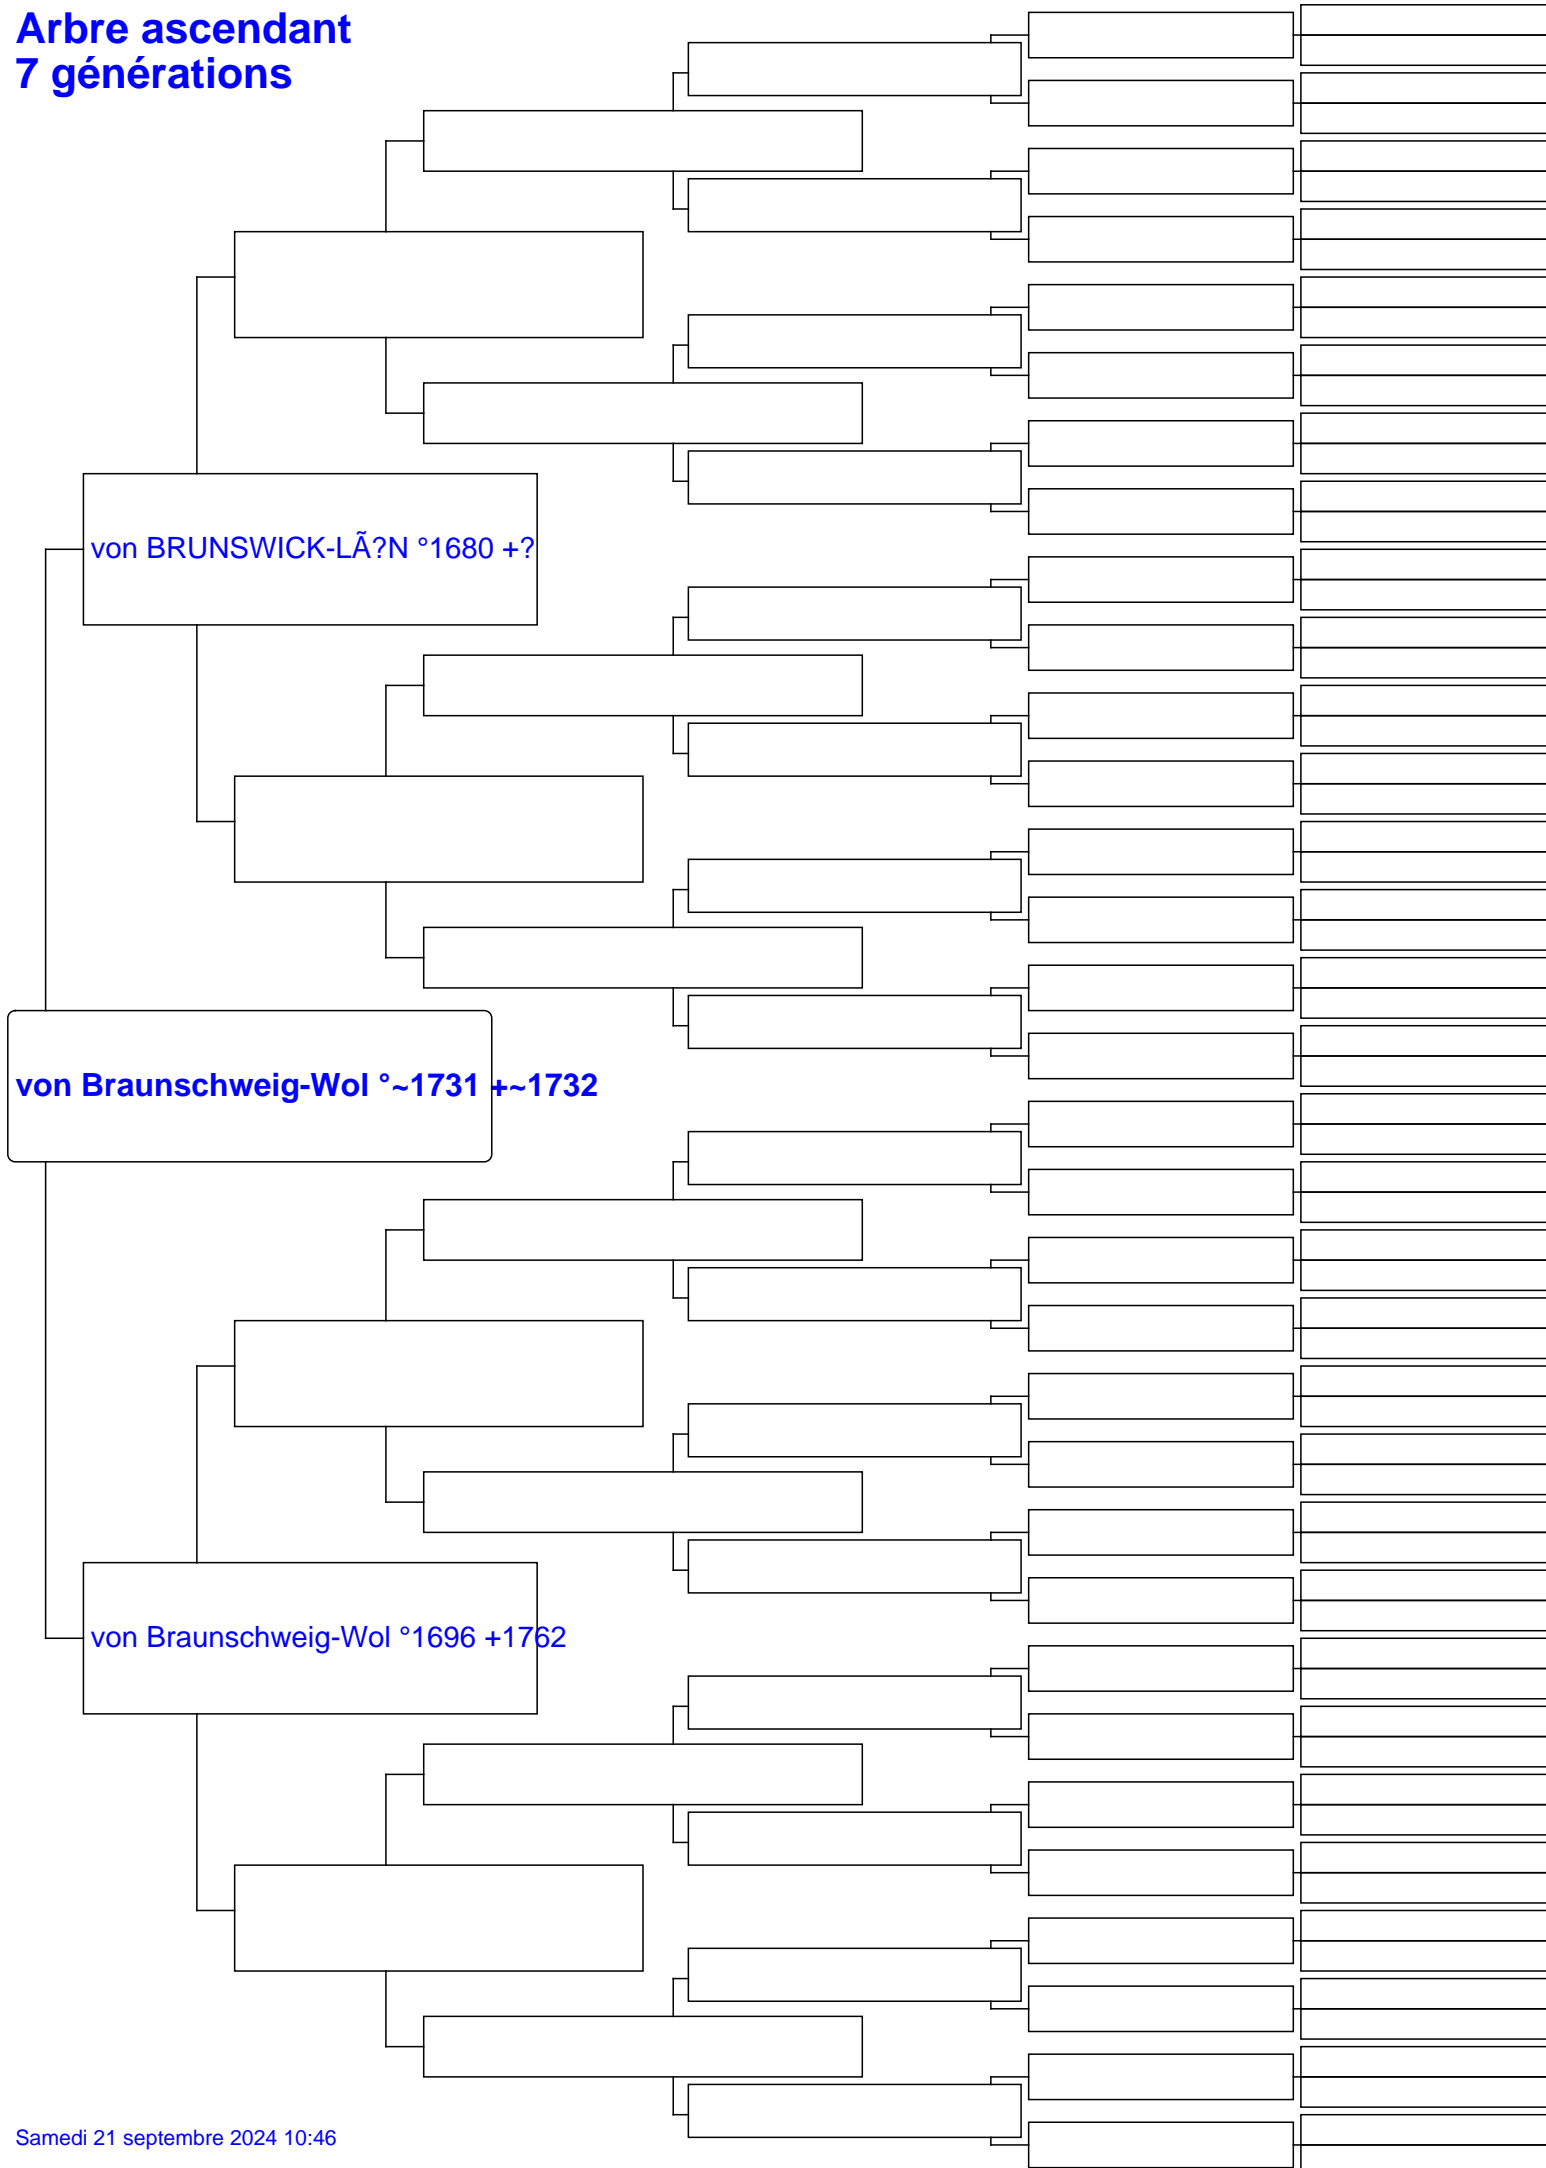 Arbre ascendant
7 générations
von BRUNSWICK-LÃ?N °1680 +?
von Braunschweig-Wol °~1731 +~1732
von Braunschweig-Wol °1696 +1762
Samedi 21 septembre 2024 10:46